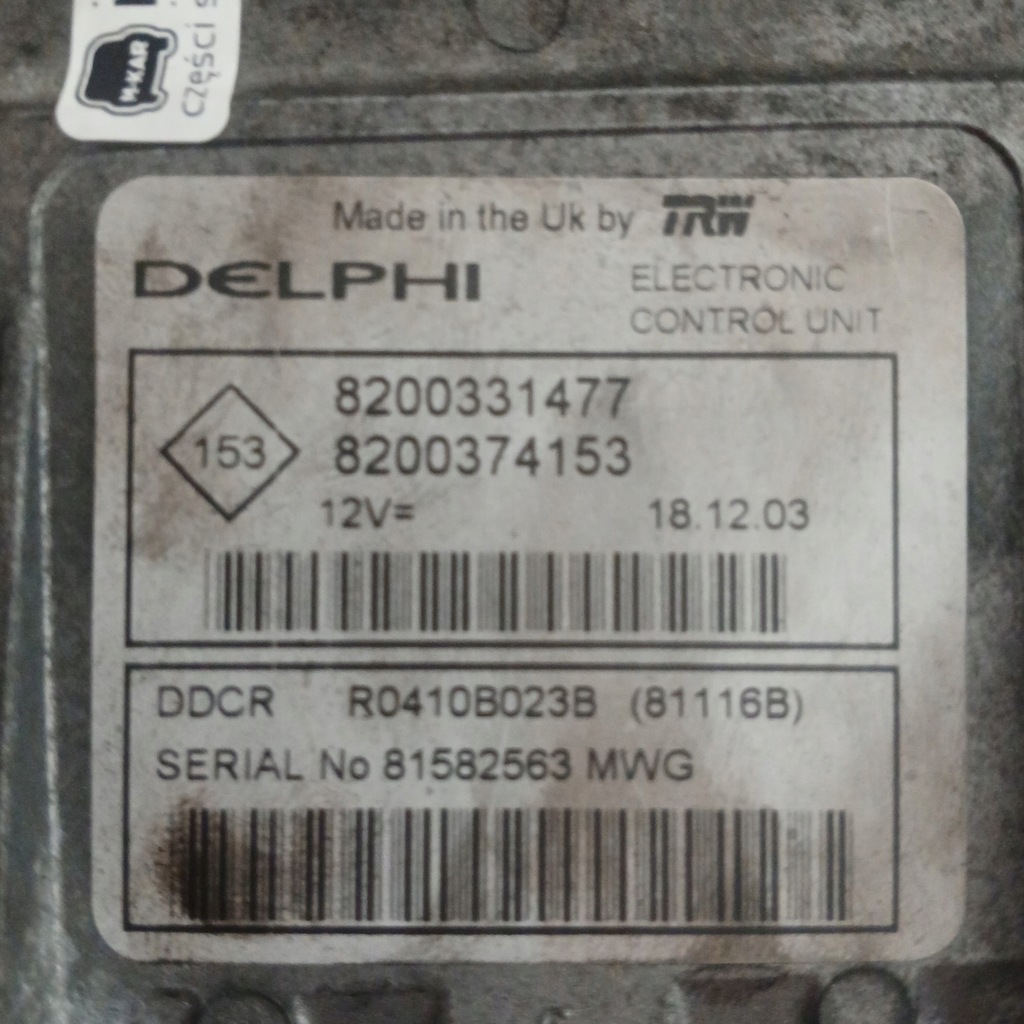 M-KAR
części
Made in the Uk by TRW
DELPHI
ELECTRONIC
CONTROL UNIT
153
8200331477
8200374153
12V=
18.12.03
DDCR R0410B023B (81116B)
SERIAL No 81582563 MWG